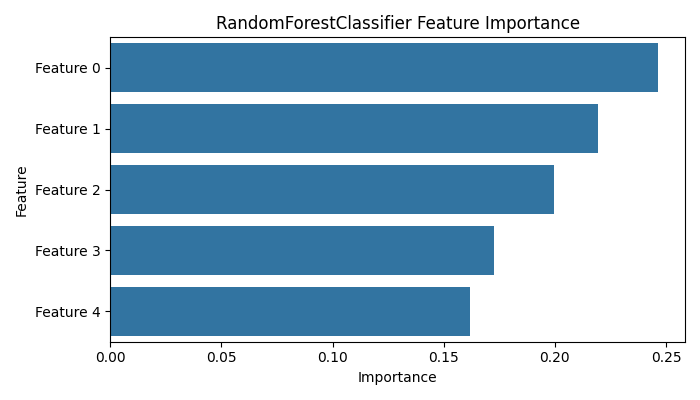 RandomForestClassifier Feature Importance
Feature
Feature 0
Feature 1
Feature 2
Feature 3
Feature 4
0.00 0.05 0.10 0.15 0.20 0.25
Importance